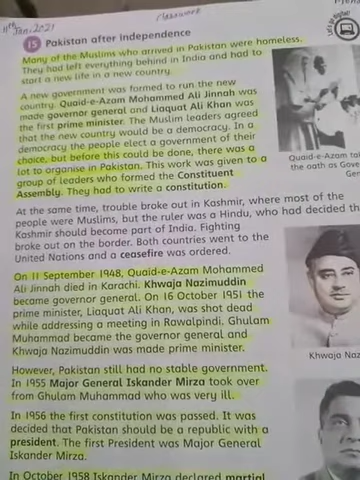 11th Jan, 2021
classwork
Let's go higher
15 Pakistan after independence
Many of the Muslims who arrived in Pakistan were homeless.
They had left everything behind in India and had to
start a new life in a new country.
A new government was formed to run the new
country. Quaid-e-Azam Mohammed Ali Jinnah was
made governor general and Liaquat Ali Khan was
the first prime minister. The Muslim leaders agreed
that the new country would be a democracy. In a
democracy the people elect a government of their
choice, but before this could be done, there was a
lot to organise in Pakistan. This work was given to a
group of leaders who formed the Constituent
Assembly. They had to write a constitution.
Quaid-e-Azam
the oath as
At the same time, trouble broke out in Kashmir, where most of the
people were Muslims, but the ruler was a Hindu, who had decided
Kashmir should become part of India. Fighting
broke out on the border. Both countries went to the
United Nations and a ceasefire was ordered.
On 11 September 1948, Quaid-e-Azam Mohammed
Ali Jinnah died in Karachi. Khwaja Nazimuddin
became governor general. On 16 October 1951 the
prime minister, Liaquat Ali Khan, was shot dead
while addressing a meeting in Rawalpindi. Ghulam
Muhammad became the governor general and
Khwaja Nazimuddin was made prime minister.
Khwaja
However, Pakistan still had no stable government.
In 1955 Major General Iskander Mirza took over
from Ghulam Muhammad who was very ill.
In 1956 the first constitution was passed. It was
decided that Pakistan should be a republic with a
president. The first President was Major General
Iskander Mirza.
In October 1958 Iskander Mirza declared martial